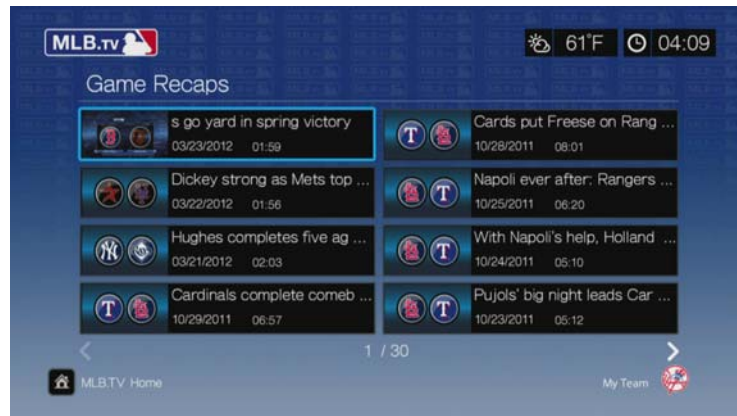 MLB.TV
61°F 04:09
Game Recaps
s go yard in spring victory
03/23/2012 01:59
Dickey strong as Mets top ...
03/22/2012 01:56
Hughes completes five ag ...
03/21/2012 02:03
Cardinals complete comeb ...
10/29/2011 06:57
Cards put Freese on Rang ...
10/28/2011 08:01
Napoli ever after: Rangers ...
10/25/2011 06:20
With Napoli's help, Holland ...
10/24/2011 05:10
Pujols' big night leads Car ...
10/23/2011 05:12
1 / 30
MLB.TV Home
My Team